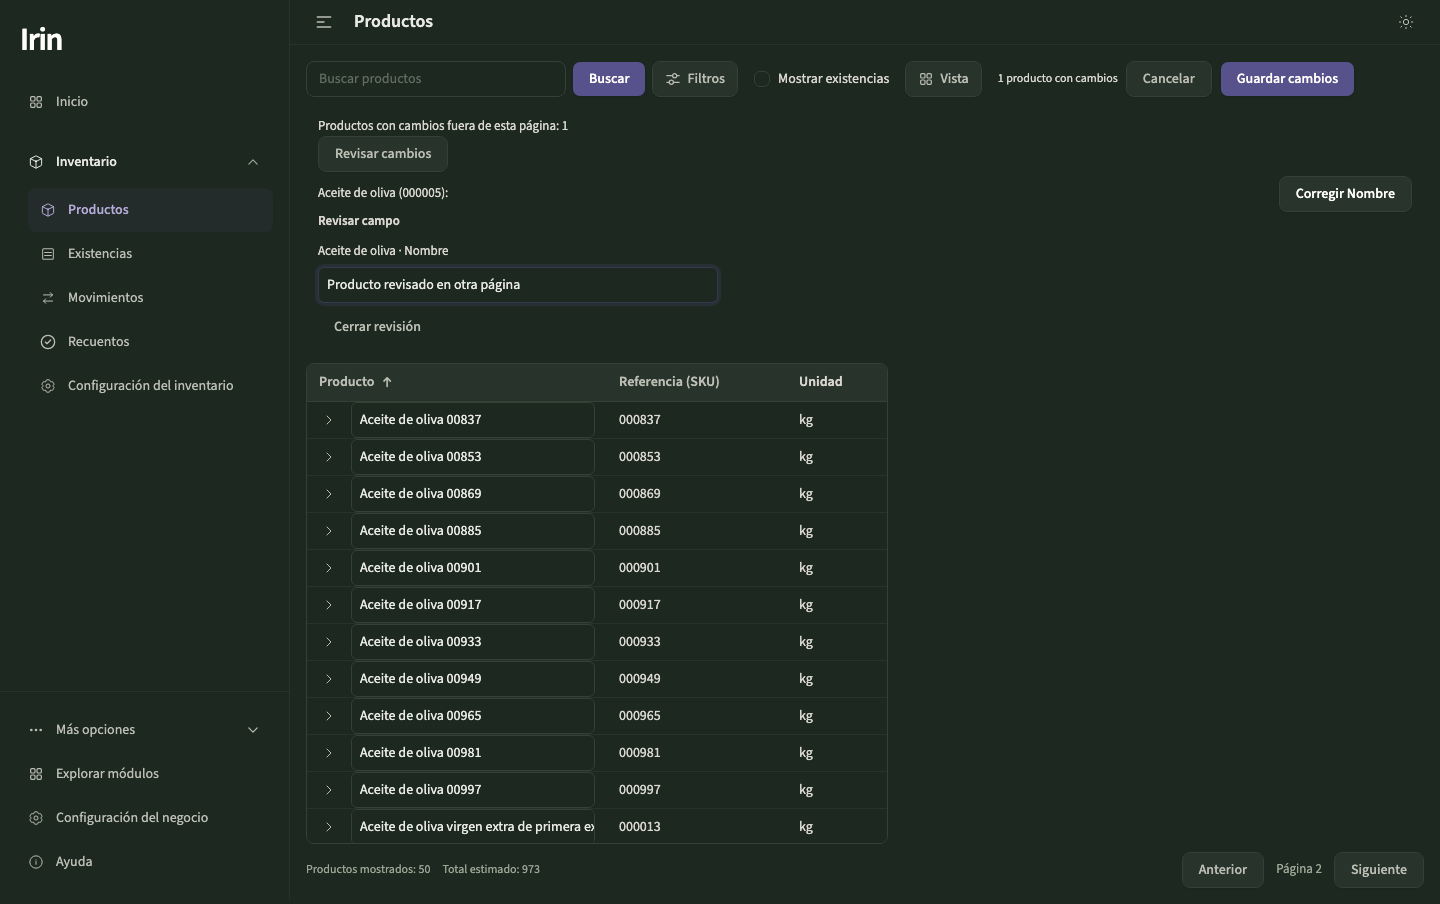 Irin
Productos
Inicio
Inventario
Productos
Existencias
Movimientos
Recuentos
Configuración del inventario
Más opciones
Explorar módulos
Configuración del negocio
Ayuda
Buscar productos
Buscar
Filtros
Mostrar existencias
Vista
1 producto con cambios
Cancelar
Guardar cambios
Productos con cambios fuera de esta página: 1
Revisar cambios
Aceite de oliva (000005):
Corregir Nombre
Revisar campo
Aceite de oliva · Nombre
Producto revisado en otra página
Cerrar revisión
Producto Referencia (SKU) Unidad
Aceite de oliva 00837 000837 kg
Aceite de oliva 00853 000853 kg
Aceite de oliva 00869 000869 kg
Aceite de oliva 00885 000885 kg
Aceite de oliva 00901 000901 kg
Aceite de oliva 00917 000917 kg
Aceite de oliva 00933 000933 kg
Aceite de oliva 00949 000949 kg
Aceite de oliva 00965 000965 kg
Aceite de oliva 00981 000981 kg
Aceite de oliva 00997 000997 kg
Aceite de oliva virgen extra de primera ex 000013 kg
Productos mostrados: 50 Total estimado: 973
Anterior
Página 2
Siguiente